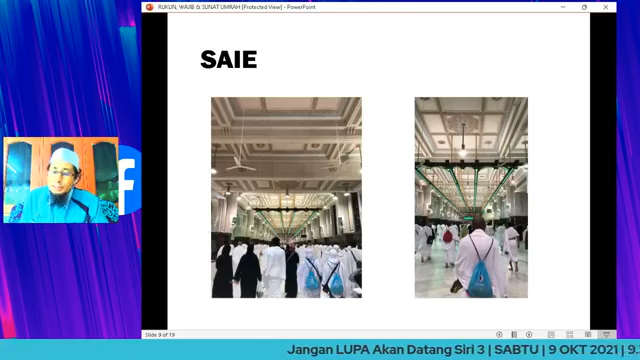 RUKUN, WAJIB & SUNAT UMRAH [Protected View] - PowerPoint
SAIE
Slide 9 of 19
Jangan LUPA Akan Datang Siri 3 | SABTU | 9 OKT 2021 | 9.